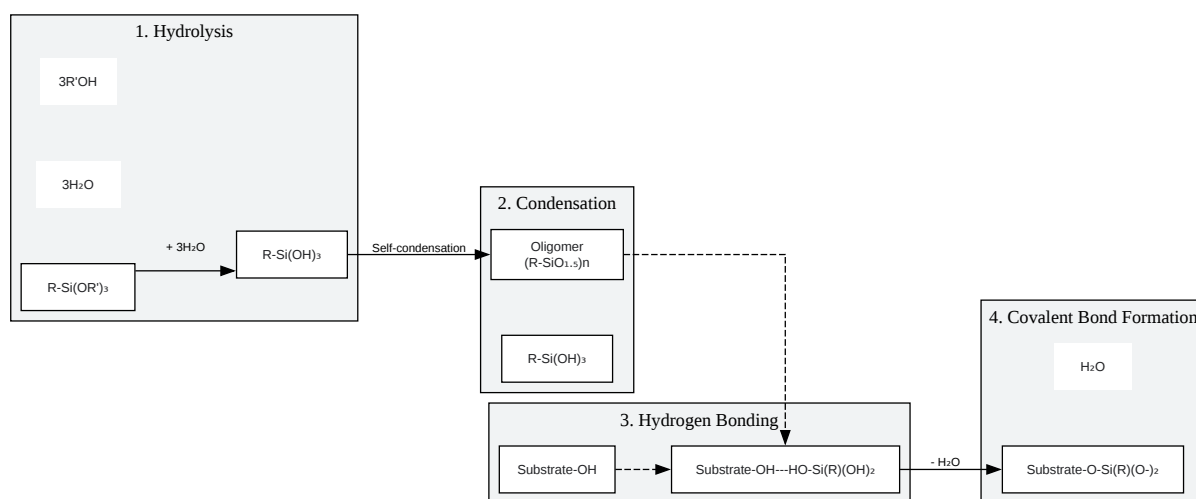 1. Hydrolysis
3R'OH
3H₂O
+ 3H₂O
R-Si(OR')₃
R-Si(OH)₃
Self-condensation
2. Condensation
Oligomer
(R-SiO₁.₅)n
R-Si(OH)₃
3. Hydrogen Bonding
Substrate-OH
Substrate-OH---HO-Si(R)(OH)₂
- H₂O
4. Covalent Bond Formation
H₂O
Substrate-O-Si(R)(O-)₂